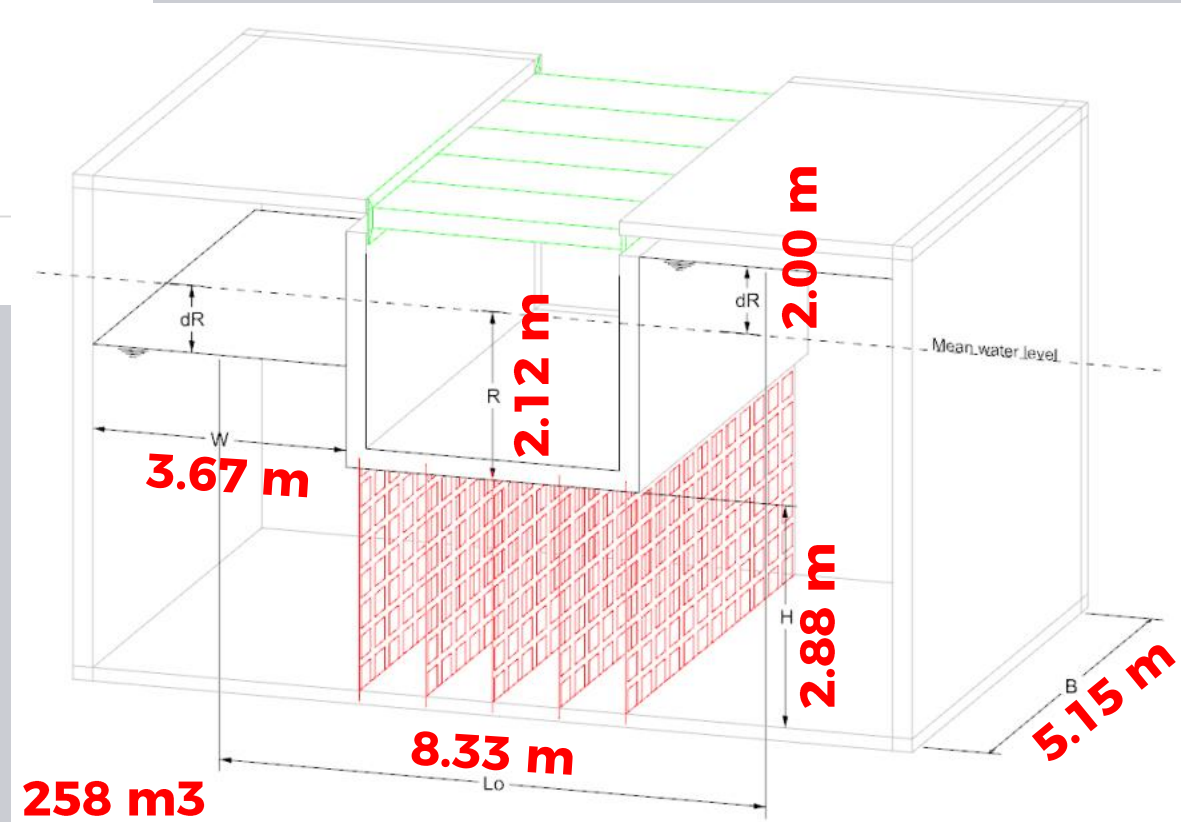 2.00 m
dR
dR
Mean water level
2.12 m
R
W
3.67 m
H
2.88 m
B
5.15 m
8.33 m
Lo
258 m3